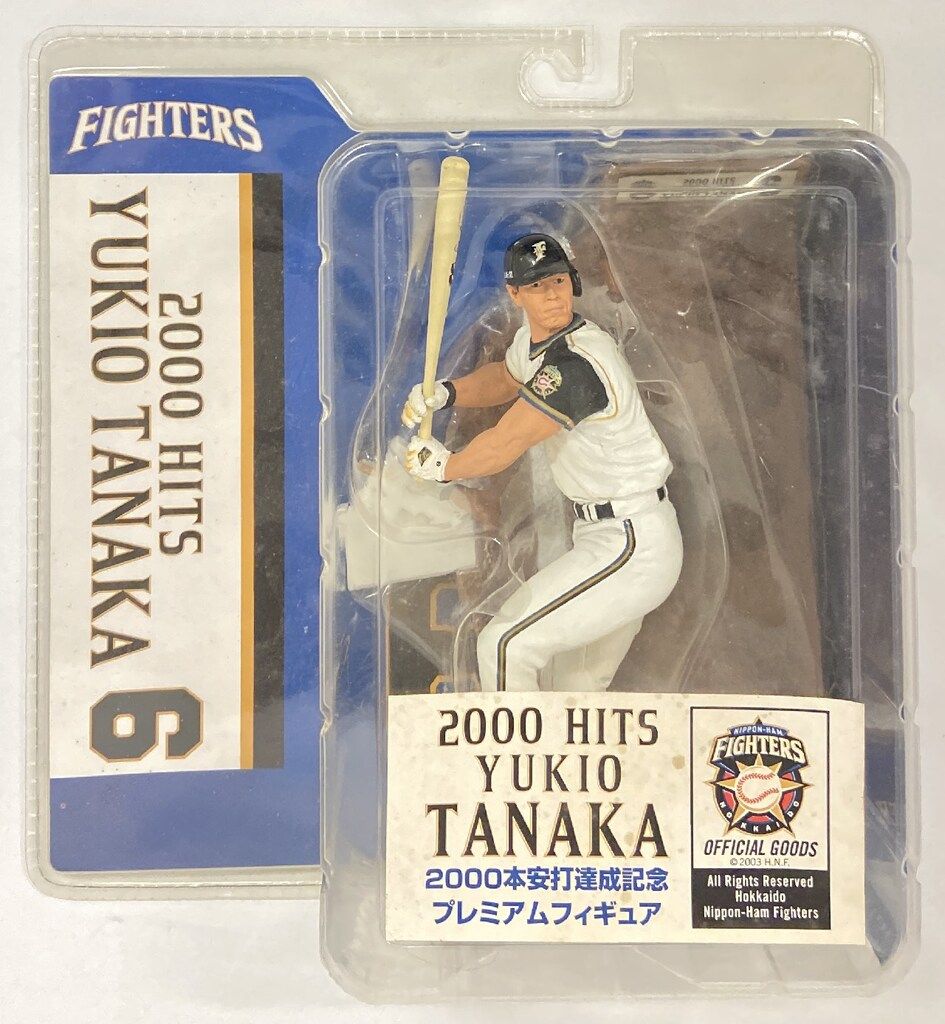 FIGHTERS
2000 HITS
YUKIO TANAKA
6
2000 HITS
YUKIO
TANAKA
2000本安打達成記念
プレミアムフィギュア
NIPPON-HAM
FIGHTERS
HOKKAIDO
OFFICIAL GOODS
©2003 H.N.F.
All Rights Reserved
Hokkaido
Nippon-Ham Fighters